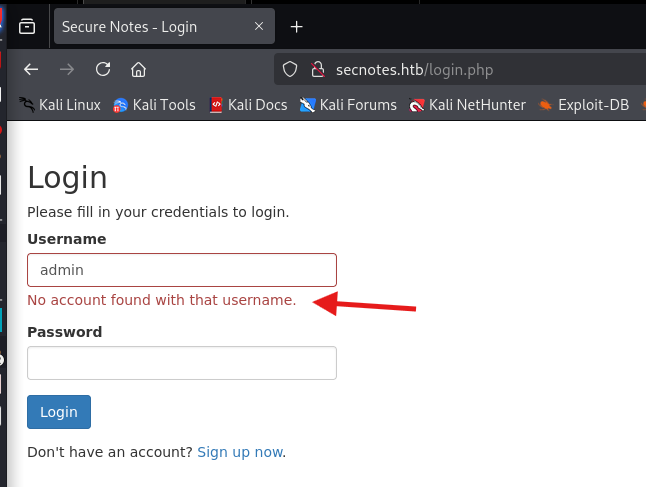 Secure Notes - Login
secnotes.htb/login.php
Kali Linux Kali Tools Kali Docs Kali Forums Kali NetHunter Exploit-DB
Login
Please fill in your credentials to login.
Username
admin
No account found with that username.
Password
Login
Don't have an account? Sign up now.